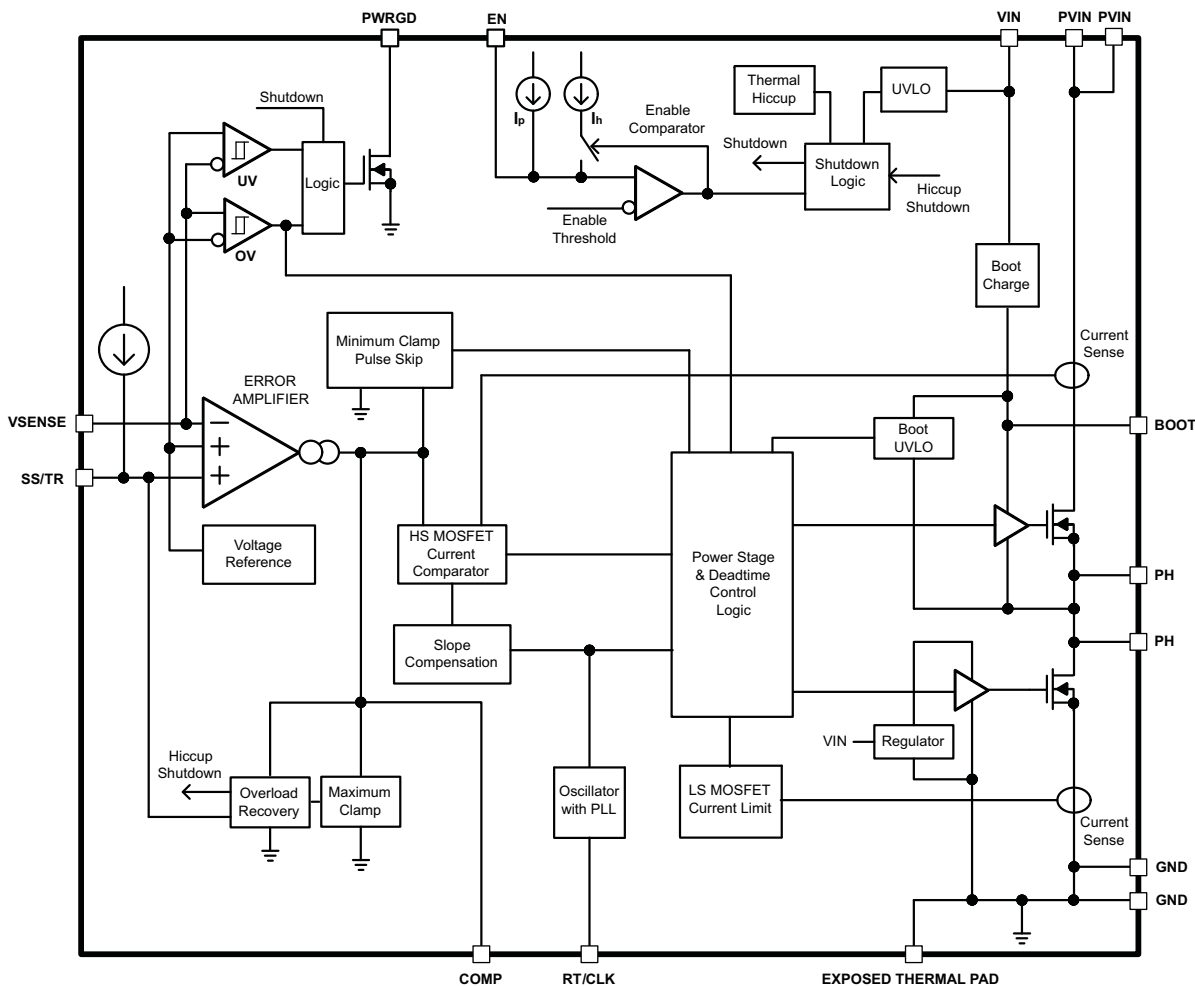 PWRGD
EN
VIN
PVIN
PVIN
Shutdown
UV
OV
Logic
Ip
Ih
Enable
Comparator
Enable
Threshold
Thermal
Hiccup
UVLO
Shutdown
Shutdown
Logic
Hiccup
Shutdown
Boot
Charge
Current
Sense
Minimum Clamp
Pulse Skip
ERROR
AMPLIFIER
VSENSE
SS/TR
−
+
+
Voltage
Reference
HS MOSFET
Current
Comparator
Slope
Compensation
Power Stage
& Deadtime
Control
Logic
Boot
UVLO
BOOT
PH
PH
VIN
Regulator
Hiccup
Shutdown
Overload
Recovery
Maximum
Clamp
Oscillator
with PLL
LS MOSFET
Current Limit
Current
Sense
GND
GND
COMP
RT/CLK
EXPOSED THERMAL PAD